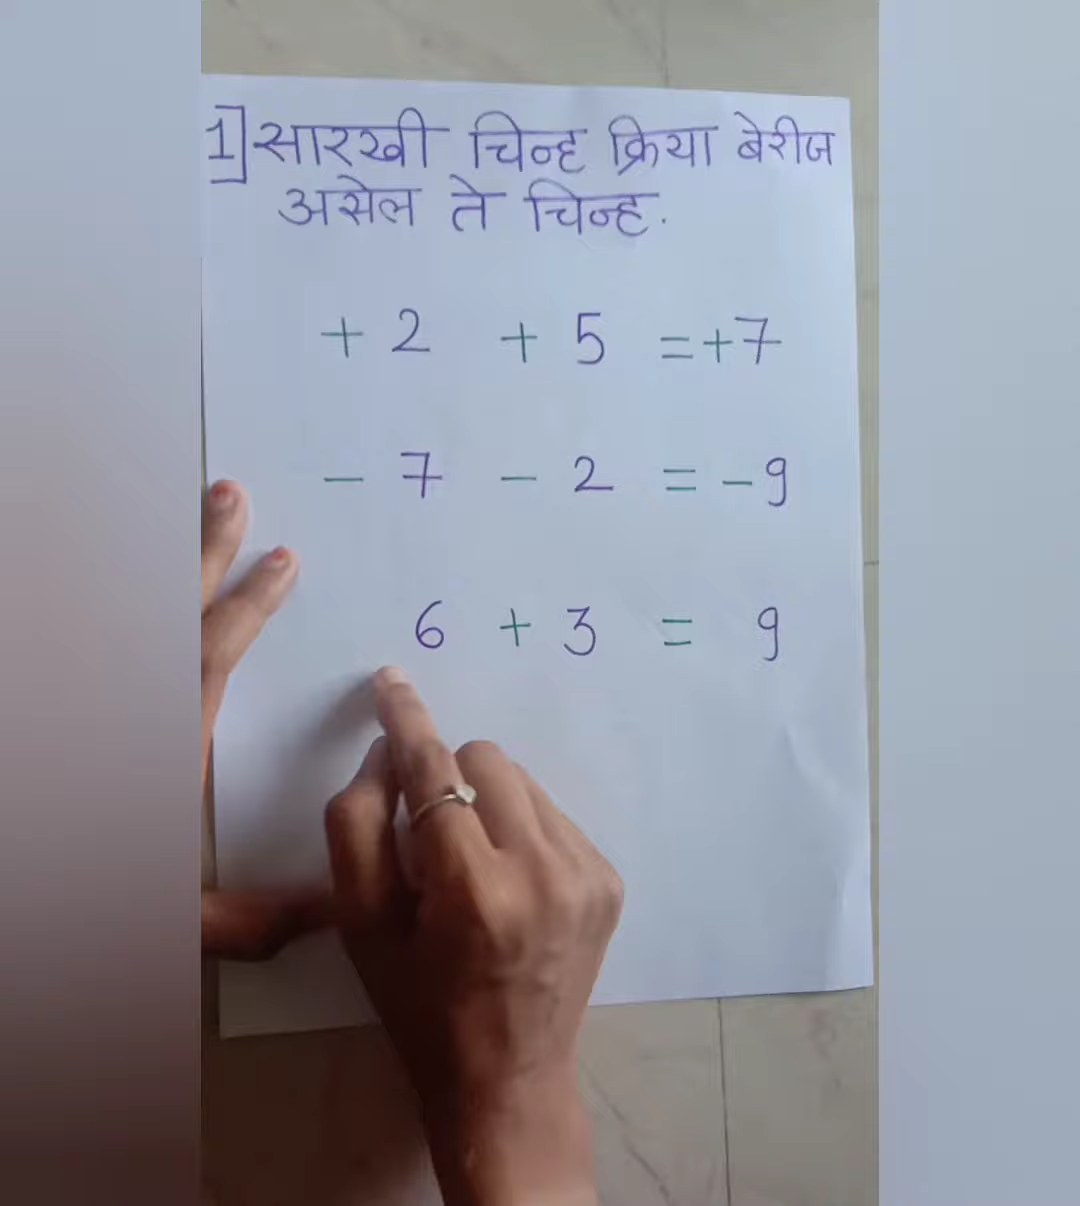 1] सारखी चिन्ह क्रिया बेरीज
असेल ते चिन्ह.
+ 2 + 5 = +7
- 7 - 2 = - 9
6 + 3 = 9